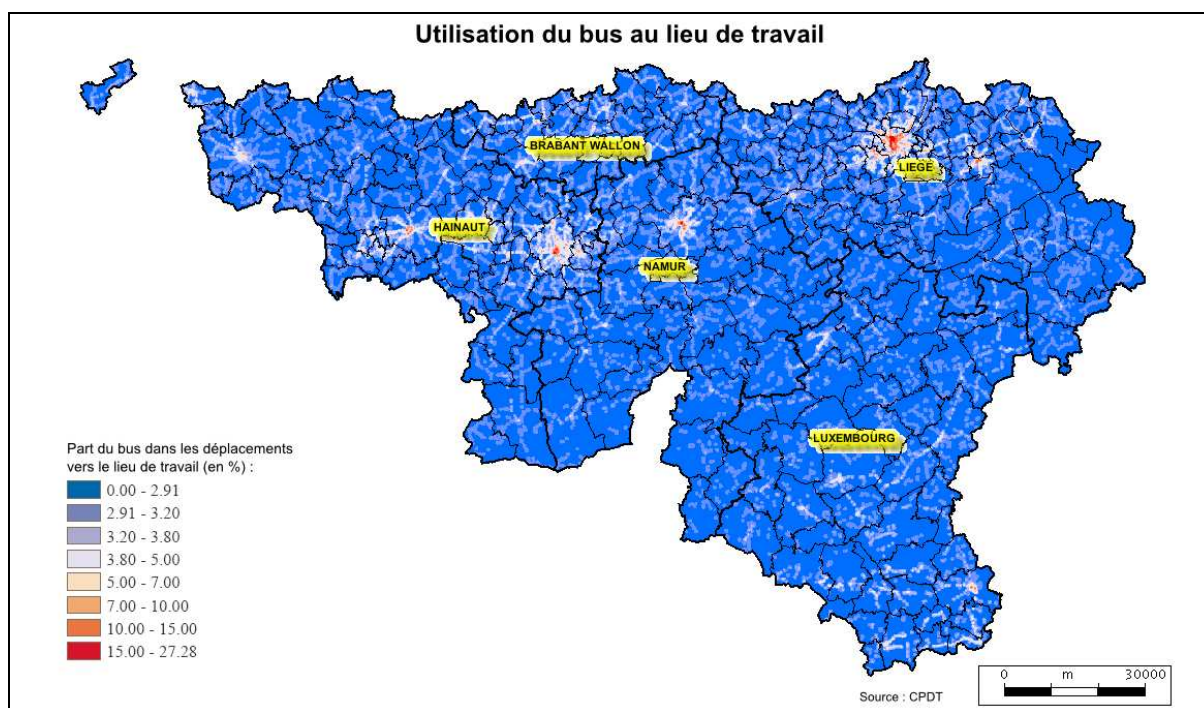 Utilisation du bus au lieu de travail
BRABANT WALLON
LIEGE
HAINAUT
NAMUR
LUXEMBOURG
Part du bus dans les déplacements
vers le lieu de travail (en %) :
0.00 - 2.91
2.91 - 3.20
3.20 - 3.80
3.80 - 5.00
5.00 - 7.00
7.00 - 10.00
10.00 - 15.00
15.00 - 27.28
0 m 30000
Source : CPDT